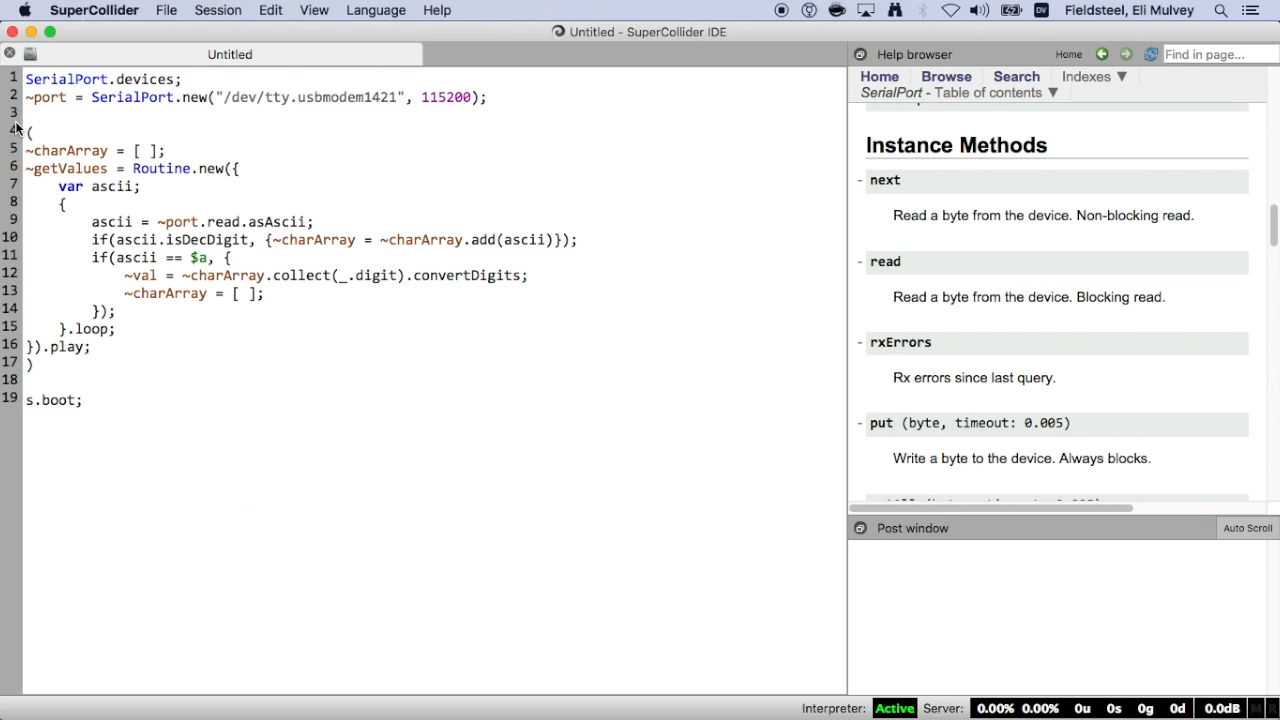 SuperCollider File Session Edit View Language Help DV Fieldsteel, Eli Mulvey
Untitled - SuperCollider IDE
Untitled
1 SerialPort.devices;
2 ~port = SerialPort.new("/dev/tty.usbmodem1421", 115200);
3
4 (
5 ~charArray = [ ];
6 ~getValues = Routine.new({
7 var ascii;
8 {
9 ascii = ~port.read.asAscii;
10 if(ascii.isDecDigit, {~charArray = ~charArray.add(ascii)});
11 if(ascii == $a, {
12 ~val = ~charArray.collect(_.digit).convertDigits;
13 ~charArray = [ ];
14 });
15 }.loop;
16 }).play;
17 )
18
19 s.boot;
Help browser Home Find in page...
Home Browse Search Indexes ▼
SerialPort - Table of contents ▼
Instance Methods
- next
Read a byte from the device. Non-blocking read.
- read
Read a byte from the device. Blocking read.
- rxErrors
Rx errors since last query.
- put (byte, timeout: 0.005)
Write a byte to the device. Always blocks.
Post window Auto Scroll
Interpreter: Active Server: 0.00% 0.00% 0u 0s 0g 0d 0.0dB M R